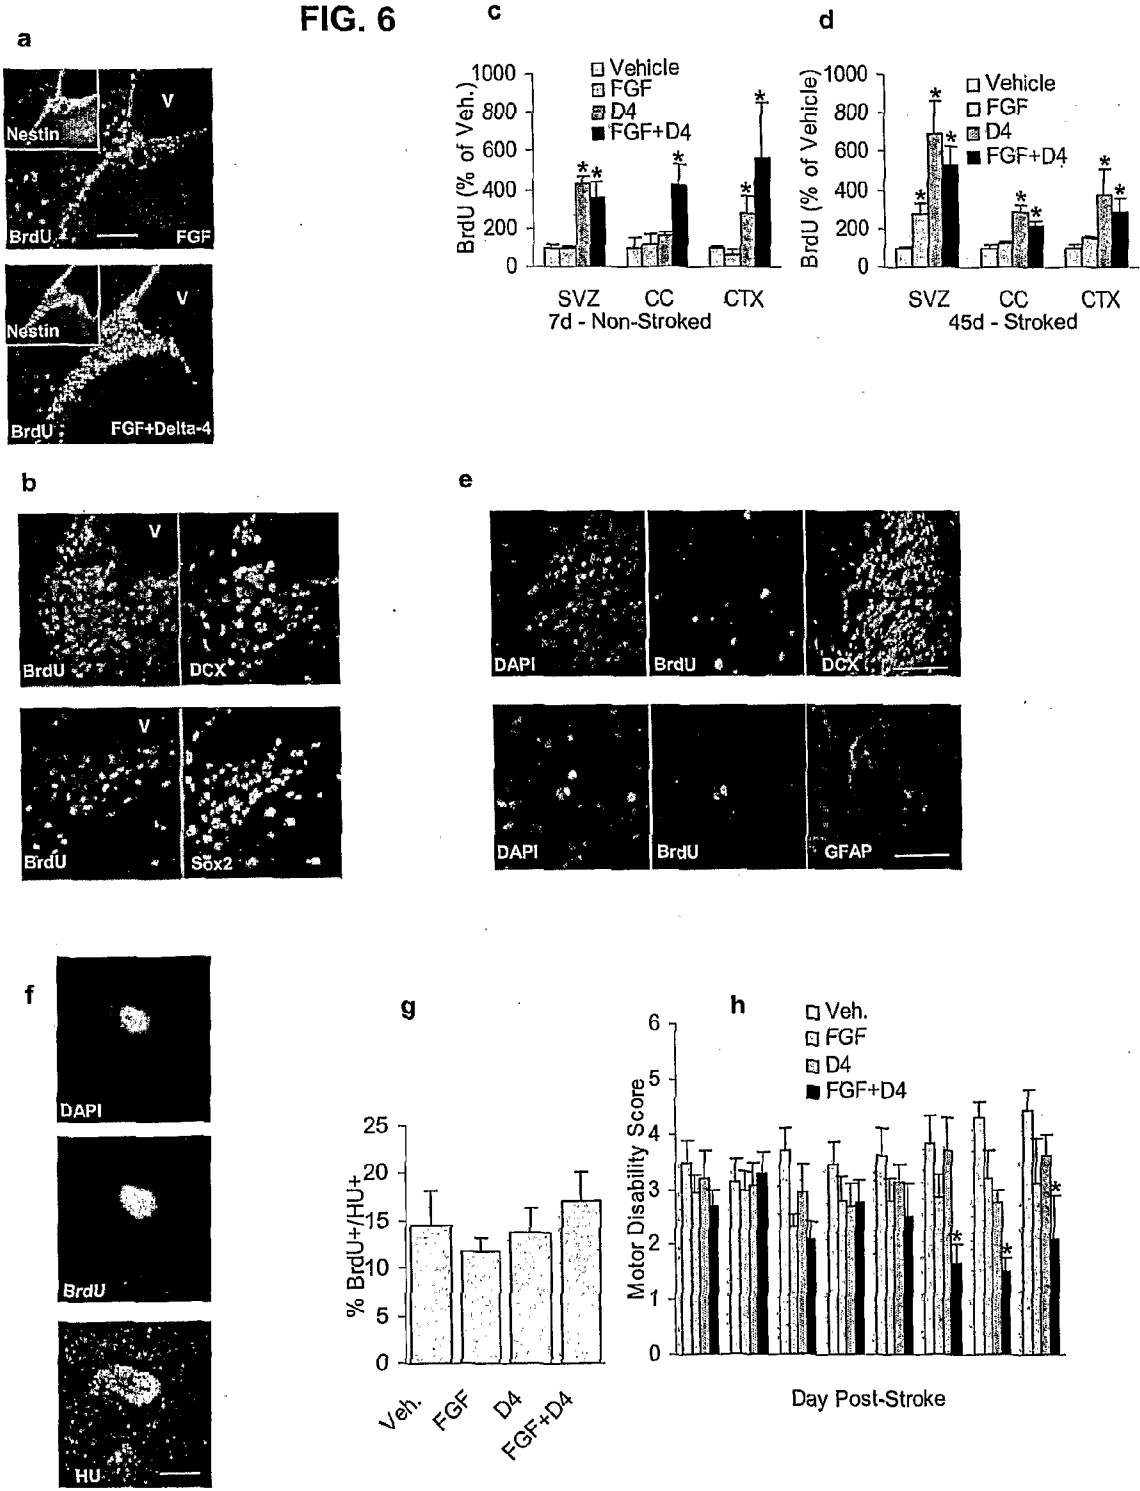 FIG. 6
a
Nestin
V
BrdU
FGF
Nestin
V
BrdU
FGF+Delta-4
c
BrdU (% of Veh.)
1000
800
600
400
200
0
Vehicle
FGF
D4
FGF+D4
* *
*
* *
SVZ CC CTX
7d - Non-Stroked
d
BrdU (% of Vehicle)
1000
800
600
400
200
0
Vehicle
FGF
D4
FGF+D4
* * *
* *
* *
SVZ CC CTX
45d - Stroked
b
V
BrdU
DCX
V
BrdU
Sox2
e
DAPI
BrdU
DCX
DAPI
BrdU
GFAP
f
DAPI
BrdU
HU
g
% BrdU+/HU+
25
20
15
10
5
0
Veh.
FGF
D4
FGF+D4
h
Motor Disability Score
6
5
4
3
2
1
0
Veh.
FGF
D4
FGF+D4
* * *
Day Post-Stroke